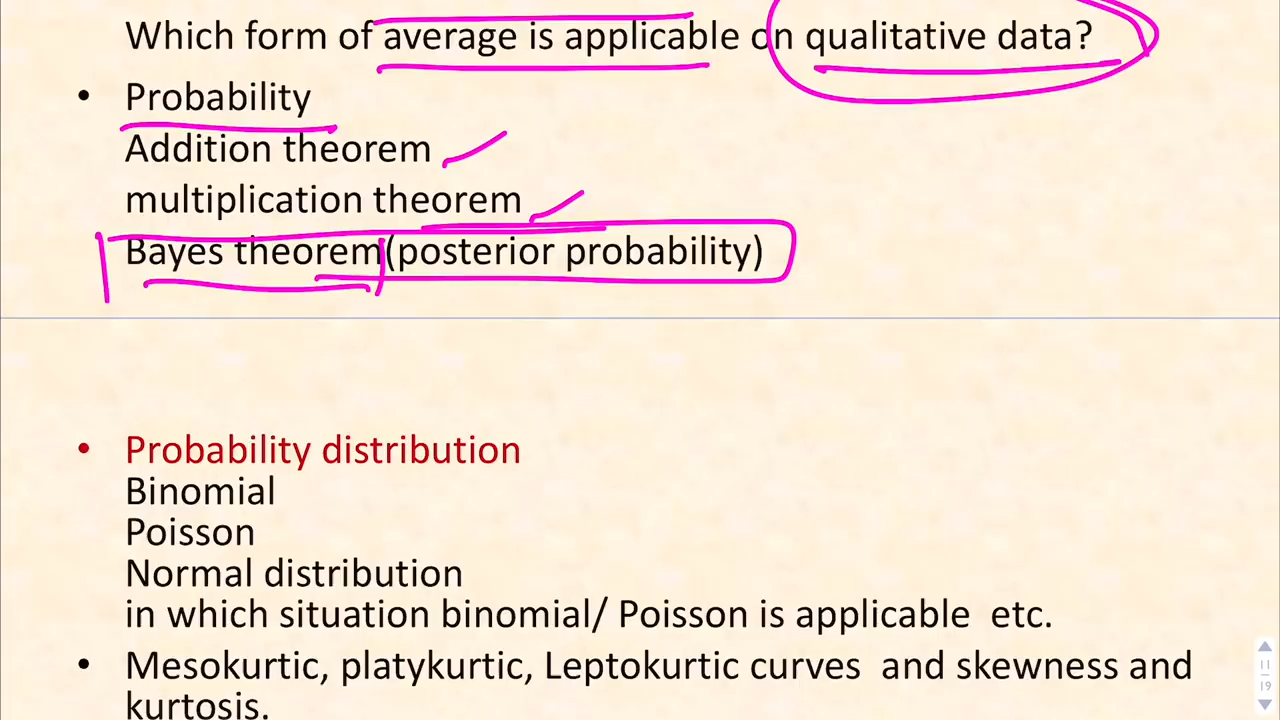 Which form of average is applicable on qualitative data?
• Probability
Addition theorem
multiplication theorem
Bayes theorem(posterior probability)
• Probability distribution
Binomial
Poisson
Normal distribution
in which situation binomial/ Poisson is applicable etc.
• Mesokurtic, platykurtic, Leptokurtic curves and skewness and
kurtosis.
11
19